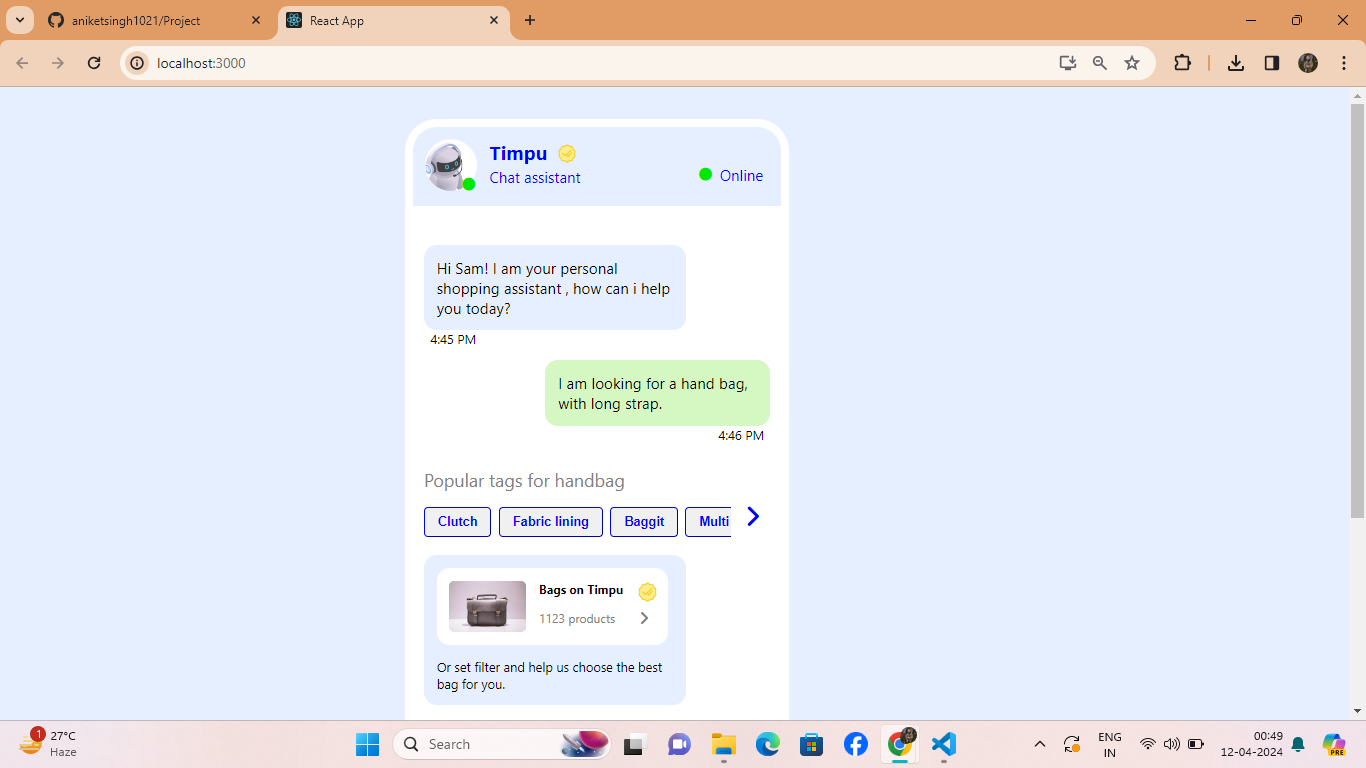 aniketsingh1021/Project
React App
localhost:3000
Timpu
Chat assistant
Online
Hi Sam! I am your personal
shopping assistant , how can i help
you today?
4:45 PM
I am looking for a hand bag,
with long strap.
4:46 PM
Popular tags for handbag
Clutch
Fabric lining
Baggit
Multi
Bags on Timpu
1123 products
Or set filter and help us choose the best
bag for you.
1
27°C
Haze
Search
ENG
IN
00:49
12-04-2024
PRE